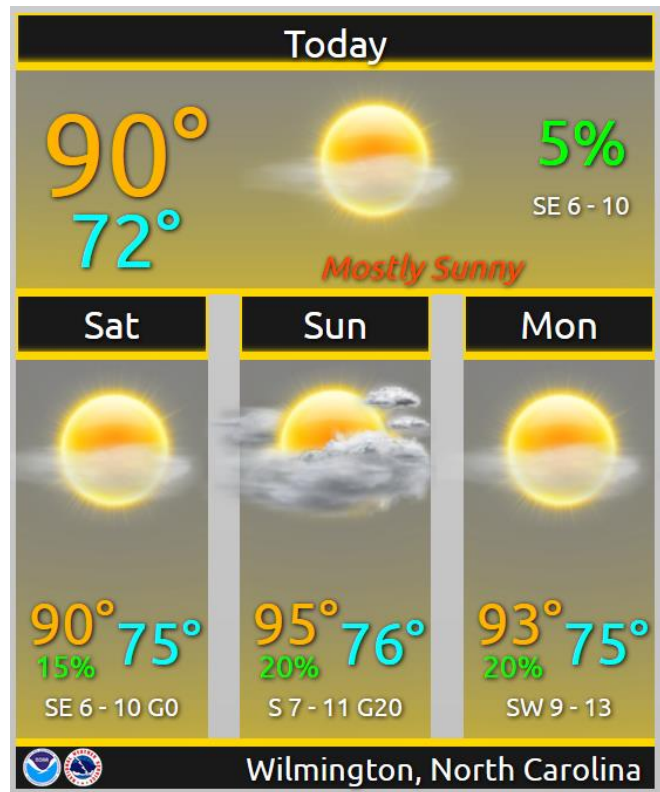 Today
90°
72°
5%
SE 6 - 10
Mostly Sunny
Sat
90°
75°
15%
SE 6 - 10 G0
Sun
95°
76°
20%
S 7 - 11 G20
Mon
93°
75°
20%
SW 9 - 13
Wilmington, North Carolina